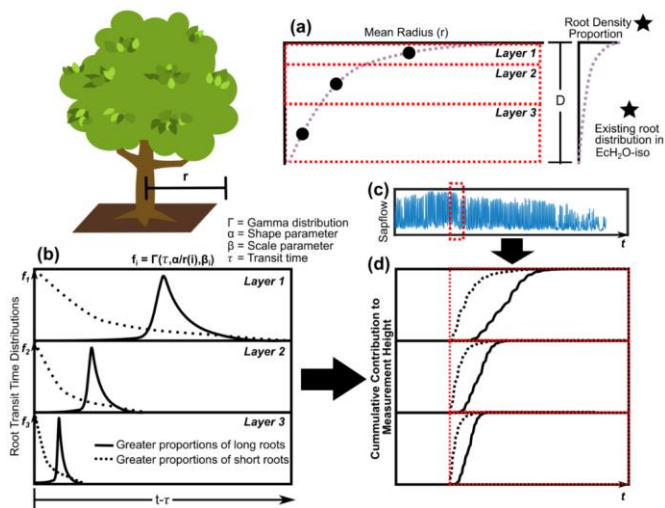 (a)
Mean Radius (r)
Root Density
Proportion
Layer 1
Layer 2
Layer 3
D
Existing root
distribution in
EcH₂O-iso
r
Γ = Gamma distribution
α = Shape parameter
β = Scale parameter
τ = Transit time
(b)
fᵢ = Γ(τ,α/r(i),βᵢ)
Root Transit Time Distributions
f₁
Layer 1
f₂
Layer 2
f₃
Layer 3
Greater proportions of long roots
Greater proportions of short roots
t-τ
(c)
Sapflow
t
(d)
Cummulative Contribution to
Measurement Height
t